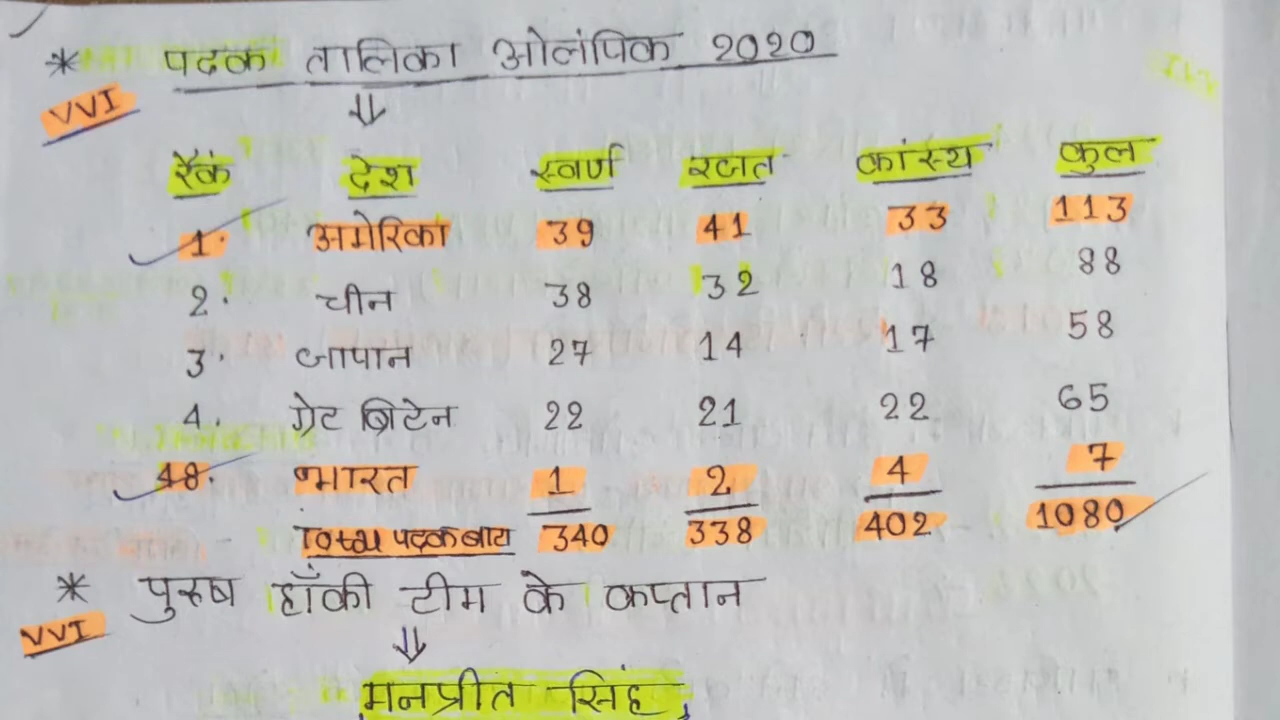 * पदक तालिका ओलंपिक 2020
VVI
रैंक देश स्वर्ण रजत कांस्य कुल
1. अमेरिका 39 41 33 113
2. चीन 38 32 18 88
3. जापान 27 14 17 58
4. ग्रेट ब्रिटेन 22 21 22 65
48. भारत 1 2 4 7
Total पदक बांटा 340 338 402 1080
* पुरुष हॉकी टीम के कप्तान
VVI
मनप्रीत सिंह